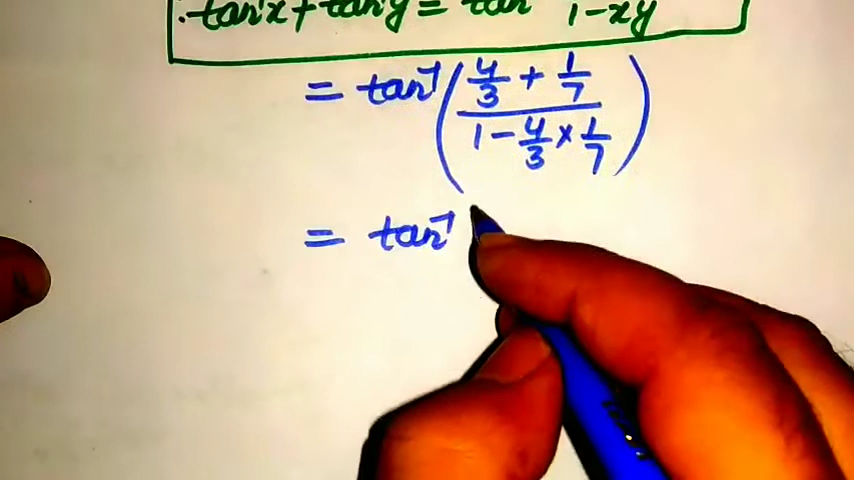 tan⁻¹x + tan⁻¹y = tan⁻¹ 1-xy
= tan⁻¹ ( (4/3 + 1/7) / (1 - 4/3 × 1/7) )
= tan⁻¹